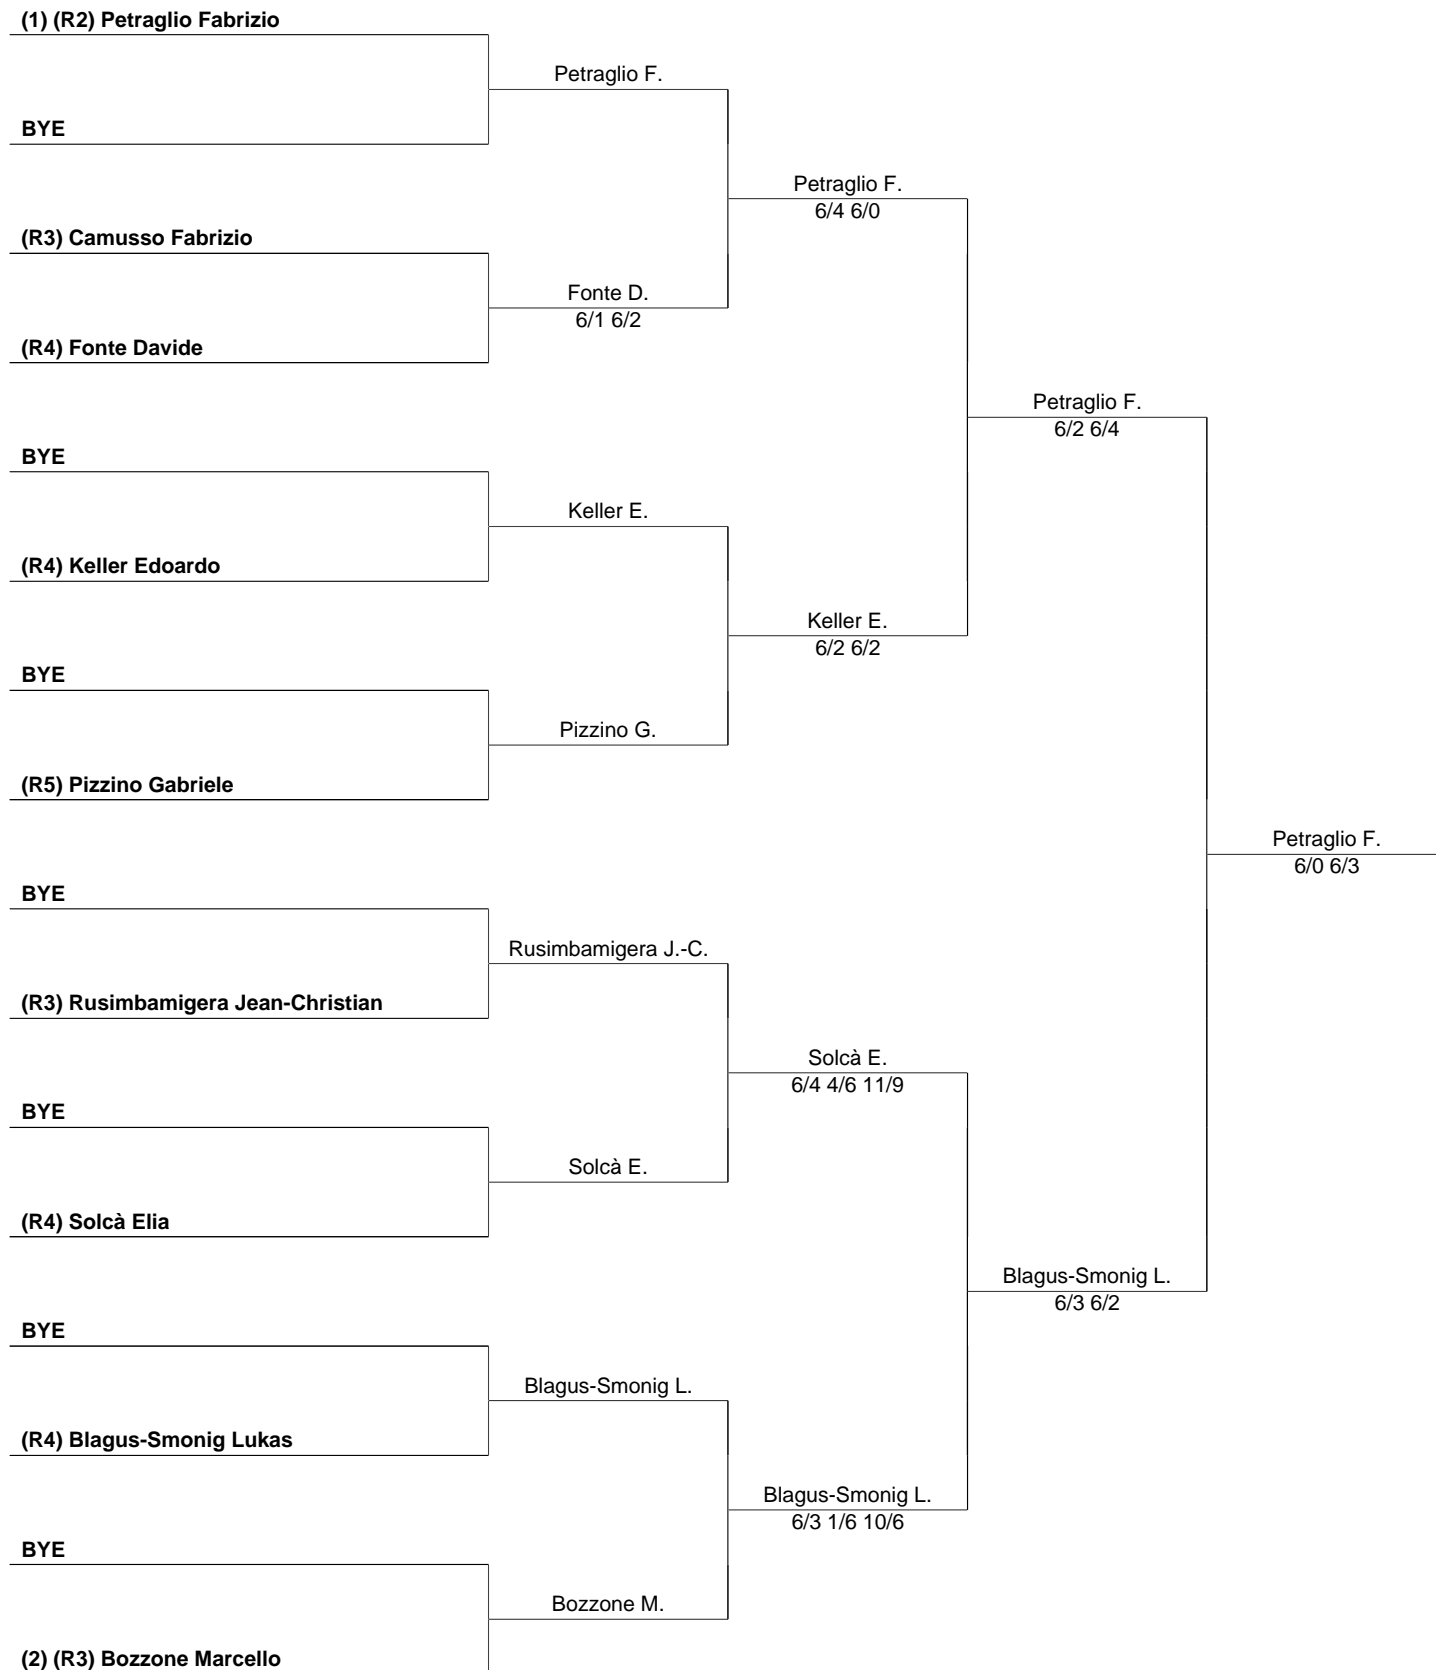 (1) (R2) Petraglio Fabrizio
Petraglio F.
BYE
Petraglio F.
6/4 6/0
(R3) Camusso Fabrizio
Fonte D.
6/1 6/2
(R4) Fonte Davide
Petraglio F.
6/2 6/4
BYE
Keller E.
(R4) Keller Edoardo
Keller E.
6/2 6/2
BYE
Pizzino G.
(R5) Pizzino Gabriele
Petraglio F.
6/0 6/3
BYE
Rusimbamigera J.-C.
(R3) Rusimbamigera Jean-Christian
Solcà E.
6/4 4/6 11/9
BYE
Solcà E.
(R4) Solcà Elia
Blagus-Smonig L.
6/3 6/2
BYE
Blagus-Smonig L.
(R4) Blagus-Smonig Lukas
Blagus-Smonig L.
6/3 1/6 10/6
BYE
Bozzone M.
(2) (R3) Bozzone Marcello